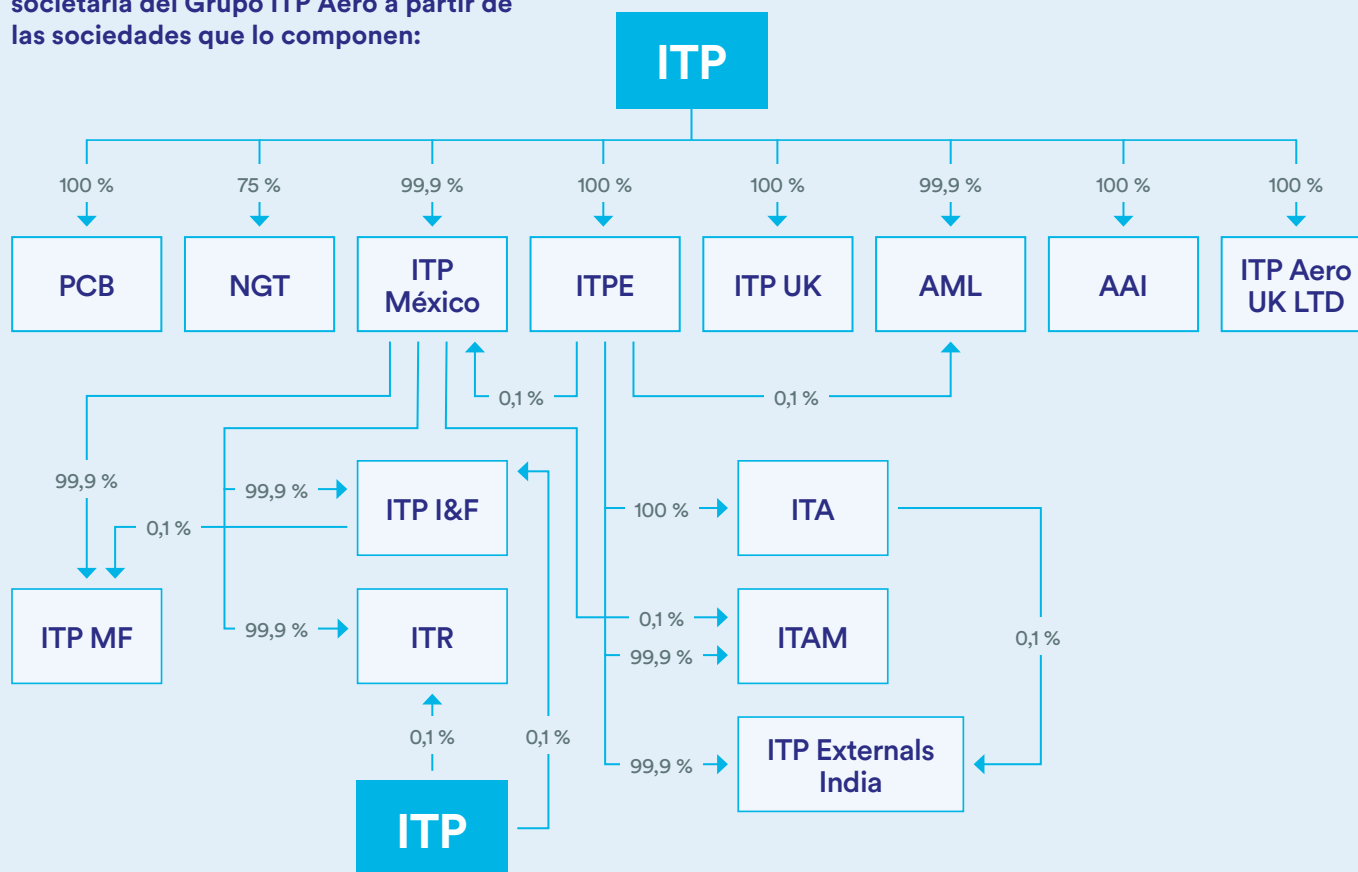 societaria del Grupo ITP Aero a partir de
las sociedades que lo componen:
ITP
100 %
75 %
99,9 %
100 %
100 %
99,9 %
100 %
100 %
PCB
NGT
ITP
México
ITPE
ITP UK
AML
AAI
ITP Aero
UK LTD
0,1 %
0,1 %
99,9 %
99,9 %
ITP I&F
100 %
ITA
0,1 %
ITP MF
99,9 %
ITR
0,1 %
99,9 %
ITAM
0,1 %
0,1 %
0,1 %
99,9 %
ITP Externals
India
ITP